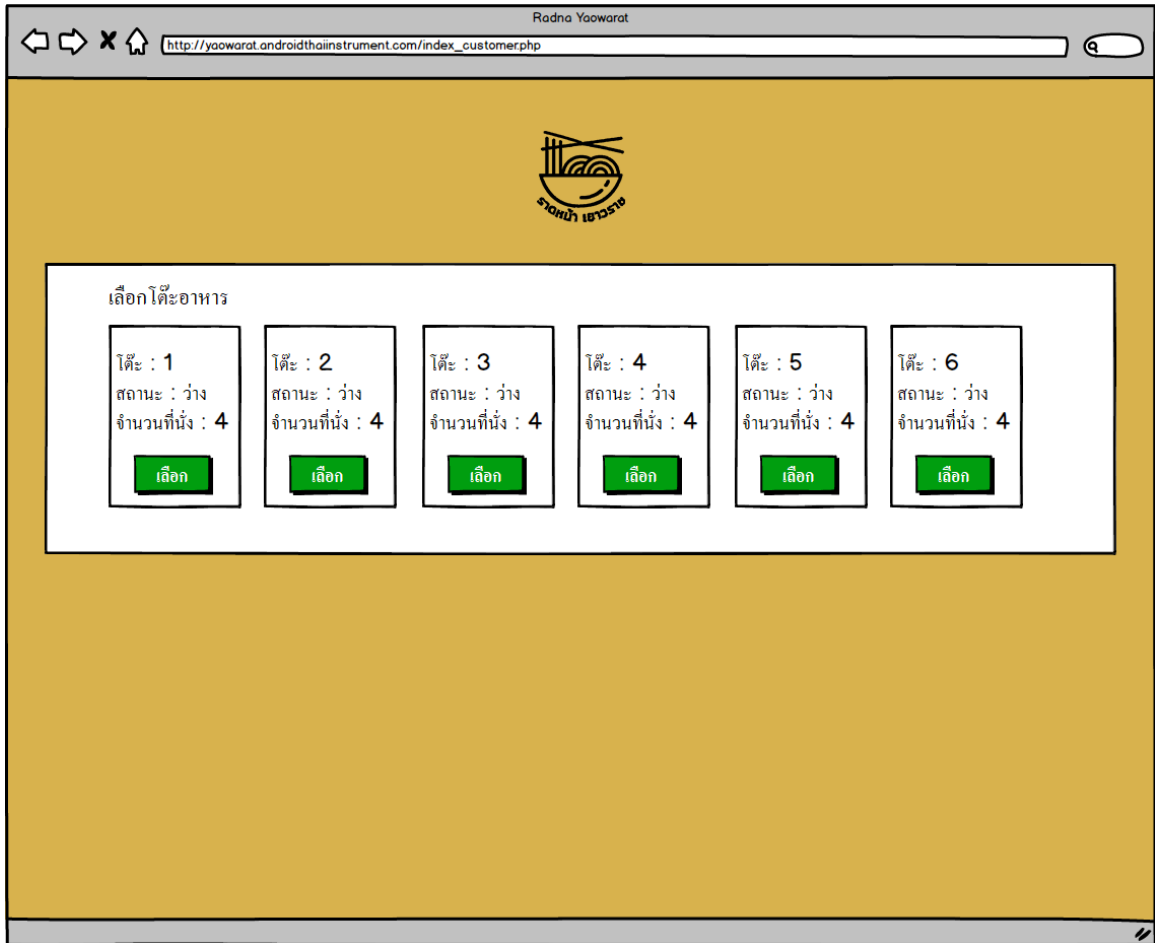 Radna Yaowarat
http://yaowarat.androidthaiinstrument.com/index_customer.php
ราดหน้า เยาวราช
เลือกโต๊ะอาหาร
โต๊ะ : 1
สถานะ : ว่าง
จำนวนที่นั่ง : 4
เลือก
โต๊ะ : 2
สถานะ : ว่าง
จำนวนที่นั่ง : 4
เลือก
โต๊ะ : 3
สถานะ : ว่าง
จำนวนที่นั่ง : 4
เลือก
โต๊ะ : 4
สถานะ : ว่าง
จำนวนที่นั่ง : 4
เลือก
โต๊ะ : 5
สถานะ : ว่าง
จำนวนที่นั่ง : 4
เลือก
โต๊ะ : 6
สถานะ : ว่าง
จำนวนที่นั่ง : 4
เลือก